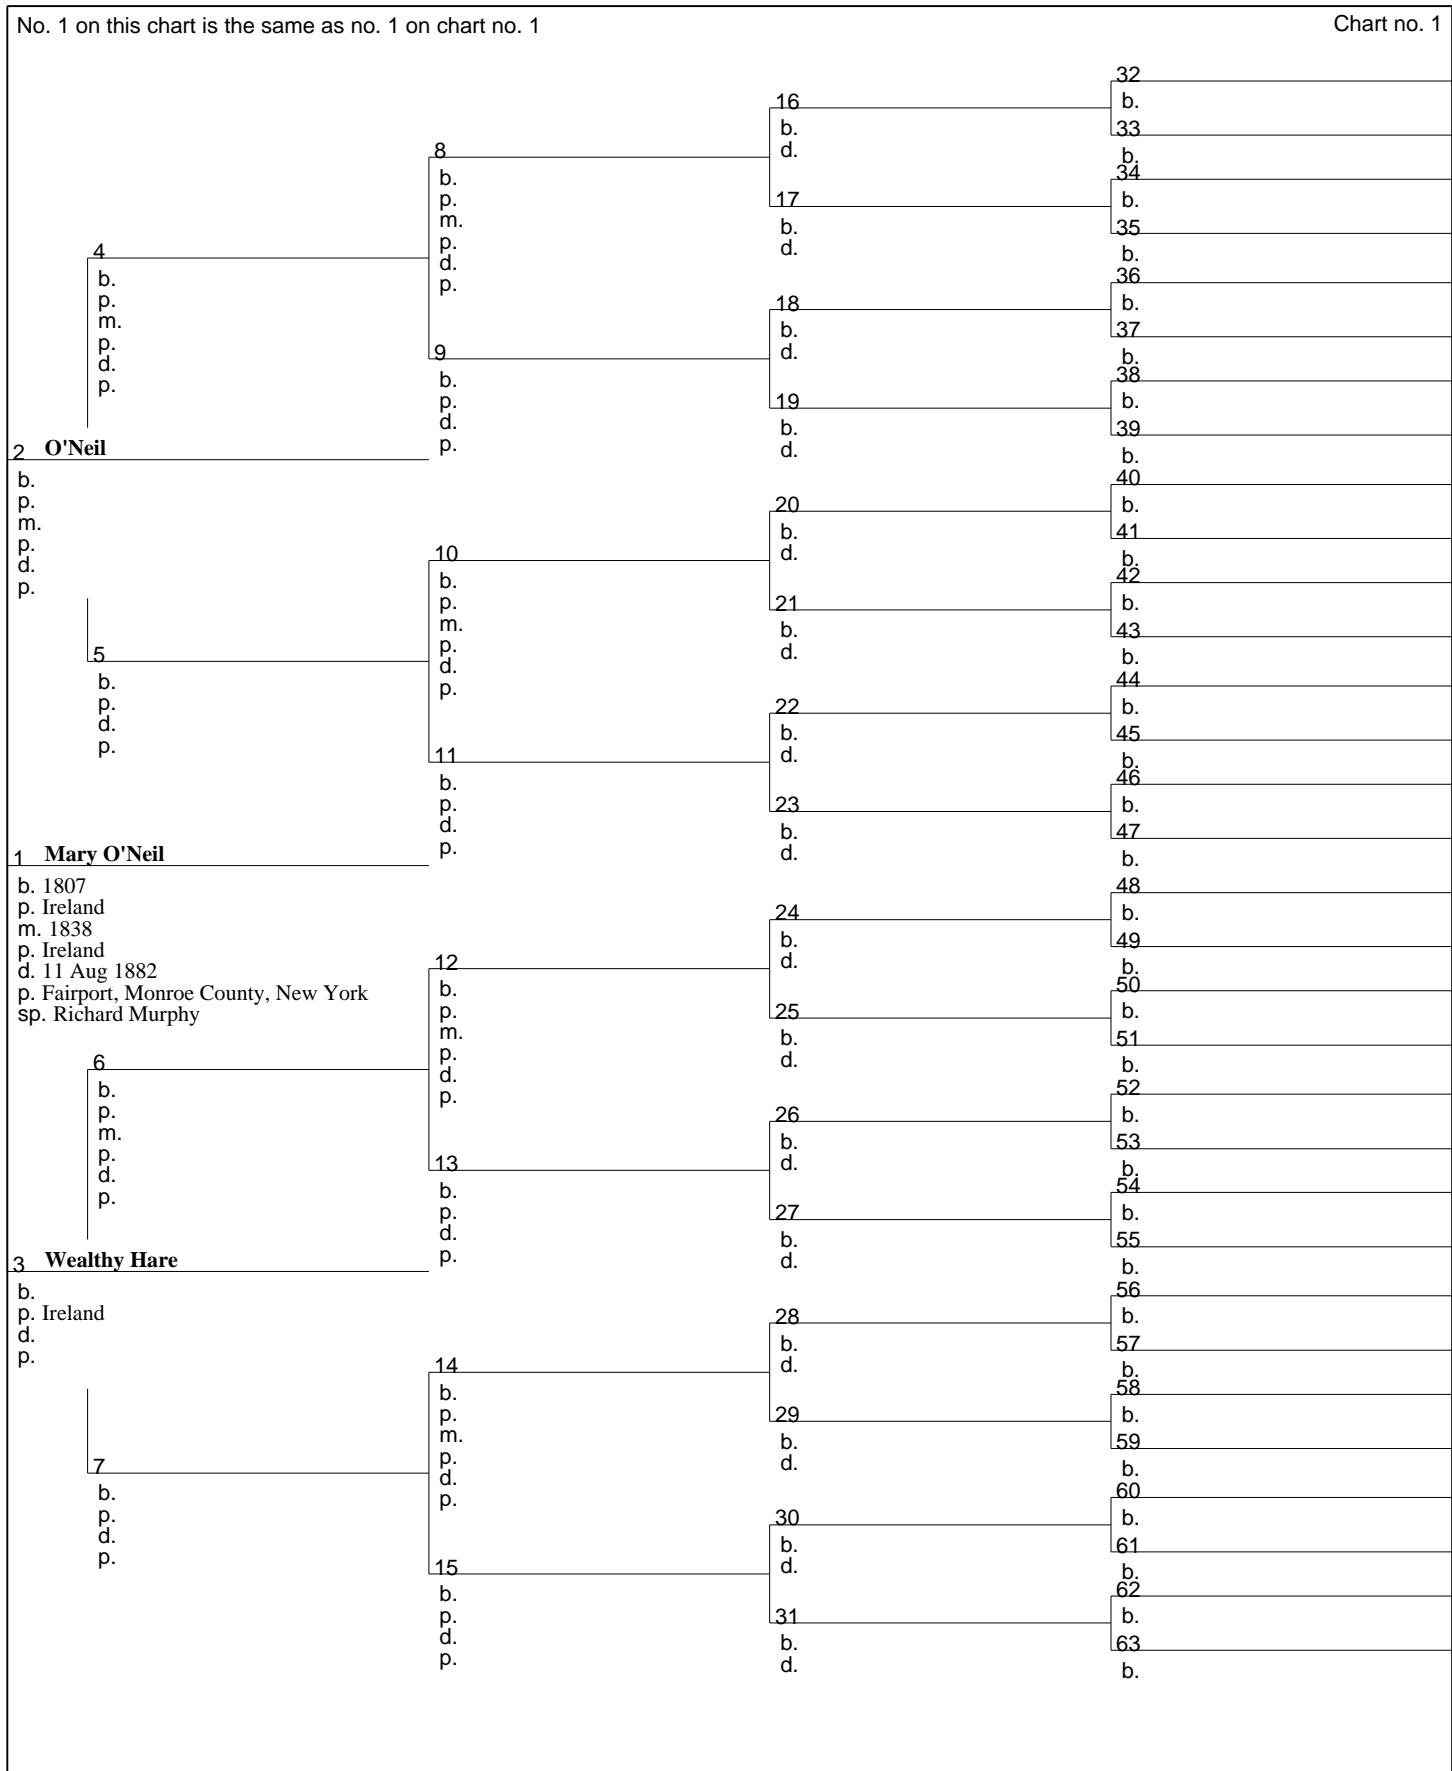 No. 1 on this chart is the same as no. 1 on chart no. 1
Chart no. 1
4
b.
p.
m.
p.
d.
p.
2 O'Neil
b.
p.
m.
p.
d.
p.
5
b.
p.
d.
p.
1 Mary O'Neil
b. 1807
p. Ireland
m. 1838
p. Ireland
d. 11 Aug 1882
p. Fairport, Monroe County, New York
sp. Richard Murphy
6
b.
p.
m.
p.
d.
p.
3 Wealthy Hare
b.
p. Ireland
d.
p.
7
b.
p.
d.
p.
8
b.
p.
m.
p.
d.
p.
9
b.
p.
d.
p.
10
b.
p.
m.
p.
d.
p.
11
b.
p.
d.
p.
12
b.
p.
m.
p.
d.
p.
13
b.
p.
d.
p.
14
b.
p.
m.
p.
d.
p.
15
b.
p.
d.
p.
16
b.
d.
17
b.
d.
18
b.
d.
19
b.
d.
20
b.
d.
21
b.
d.
22
b.
d.
23
b.
d.
24
b.
d.
25
b.
d.
26
b.
d.
27
b.
d.
28
b.
d.
29
b.
d.
30
b.
d.
31
b.
d.
32
b.
33
b.
34
b.
35
b.
36
b.
37
b.
38
b.
39
b.
40
b.
41
b.
42
b.
43
b.
44
b.
45
b.
46
b.
47
b.
48
b.
49
b.
50
b.
51
b.
52
b.
53
b.
54
b.
55
b.
56
b.
57
b.
58
b.
59
b.
60
b.
61
b.
62
b.
63
b.